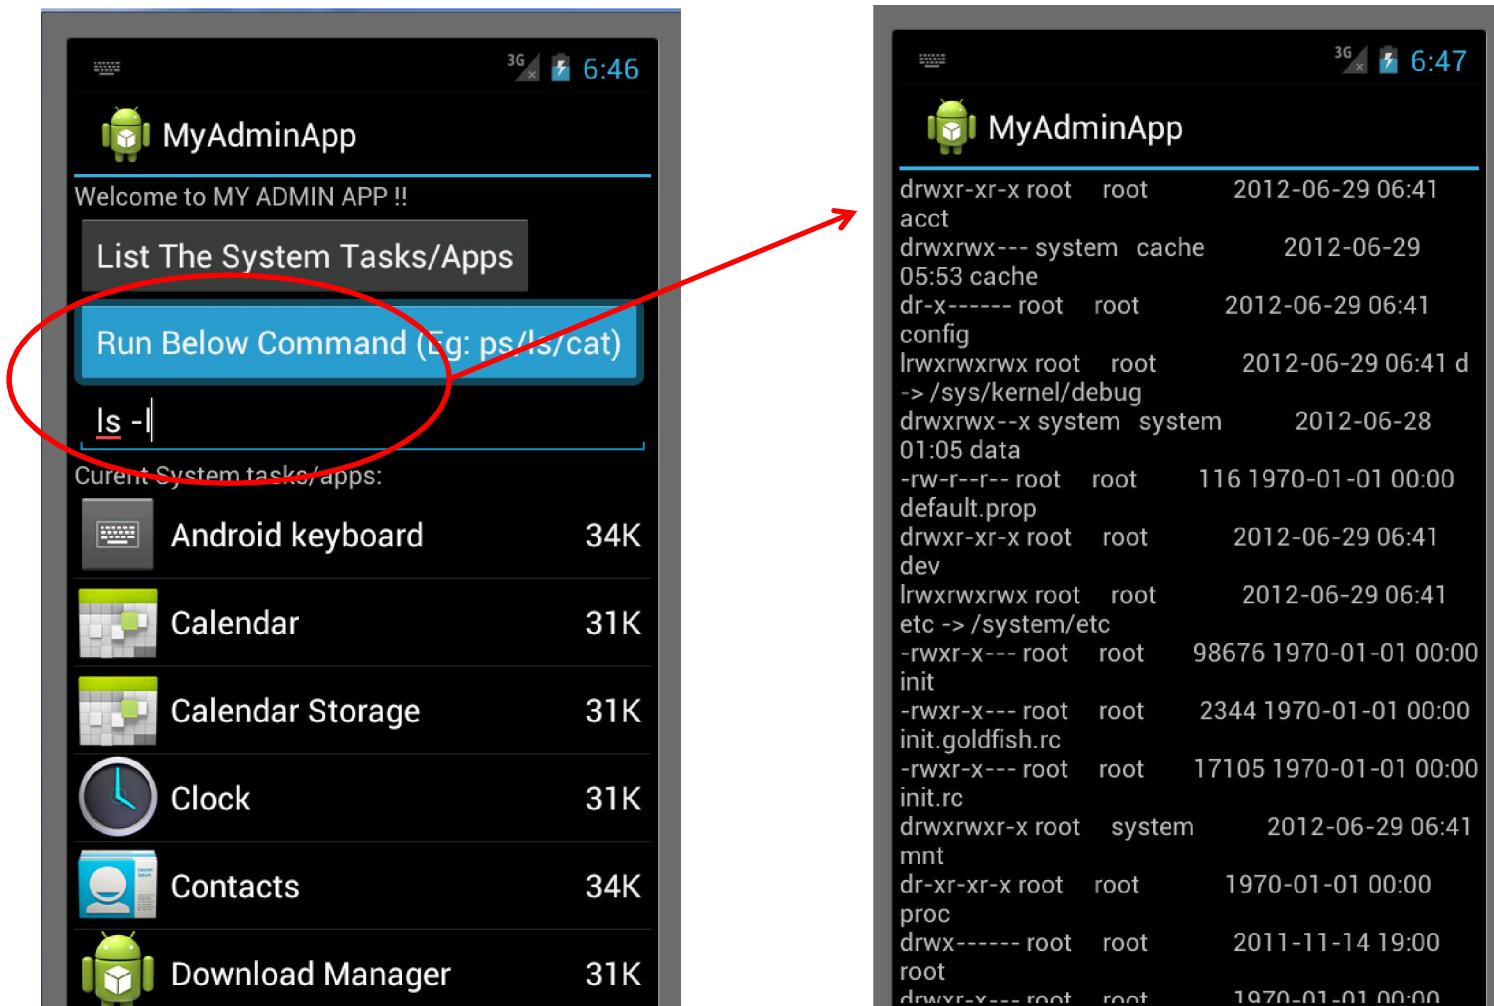 3G 6:46
MyAdminApp
Welcome to MY ADMIN APP !!
List The System Tasks/Apps
Run Below Command (Eg: ps/ls/cat)
ls -l
Curent System tasks/apps:
Android keyboard 34K
Calendar 31K
Calendar Storage 31K
Clock 31K
Contacts 34K
Download Manager 31K
3G 6:47
MyAdminApp
drwxr-xr-x root root 2012-06-29 06:41
acct
drwxrwx--- system cache 2012-06-29
05:53 cache
dr-x------ root root 2012-06-29 06:41
config
lrwxrwxrwx root root 2012-06-29 06:41 d
-> /sys/kernel/debug
drwxrwx--x system system 2012-06-28
01:05 data
-rw-r--r-- root root 116 1970-01-01 00:00
default.prop
drwxr-xr-x root root 2012-06-29 06:41
dev
lrwxrwxrwx root root 2012-06-29 06:41
etc -> /system/etc
-rwxr-x--- root root 98676 1970-01-01 00:00
init
-rwxr-x--- root root 2344 1970-01-01 00:00
init.goldfish.rc
-rwxr-x--- root root 17105 1970-01-01 00:00
init.rc
drwxrwxr-x root system 2012-06-29 06:41
mnt
dr-xr-xr-x root root 1970-01-01 00:00
proc
drwx------ root root 2011-11-14 19:00
root
drwxr-x--- root root 1970-01-01 00:00